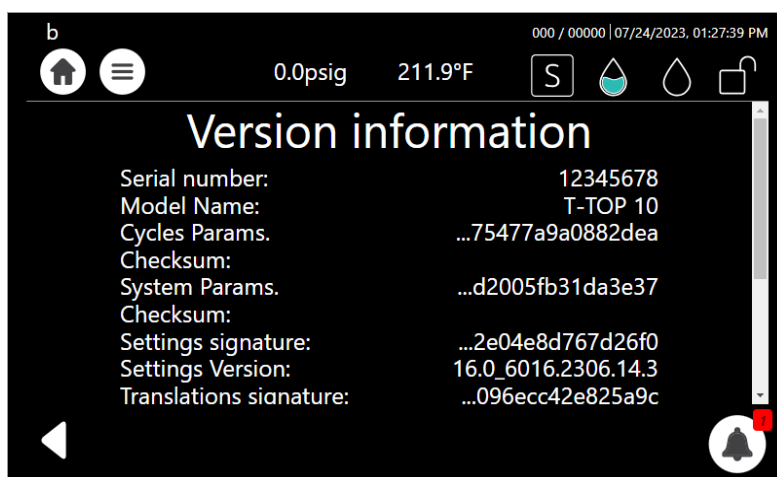 b
000 / 00000 | 07/24/2023, 01:27:39 PM
0.0psig 211.9°F S
Version information
Serial number: 12345678
Model Name: T-TOP 10
Cycles Params. ...75477a9a0882dea
Checksum:
System Params. ...d2005fb31da3e37
Checksum:
Settings signature: ...2e04e8d767d26f0
Settings Version: 16.0_6016.2306.14.3
Translations signature: ...096ecc42e825a9c
1